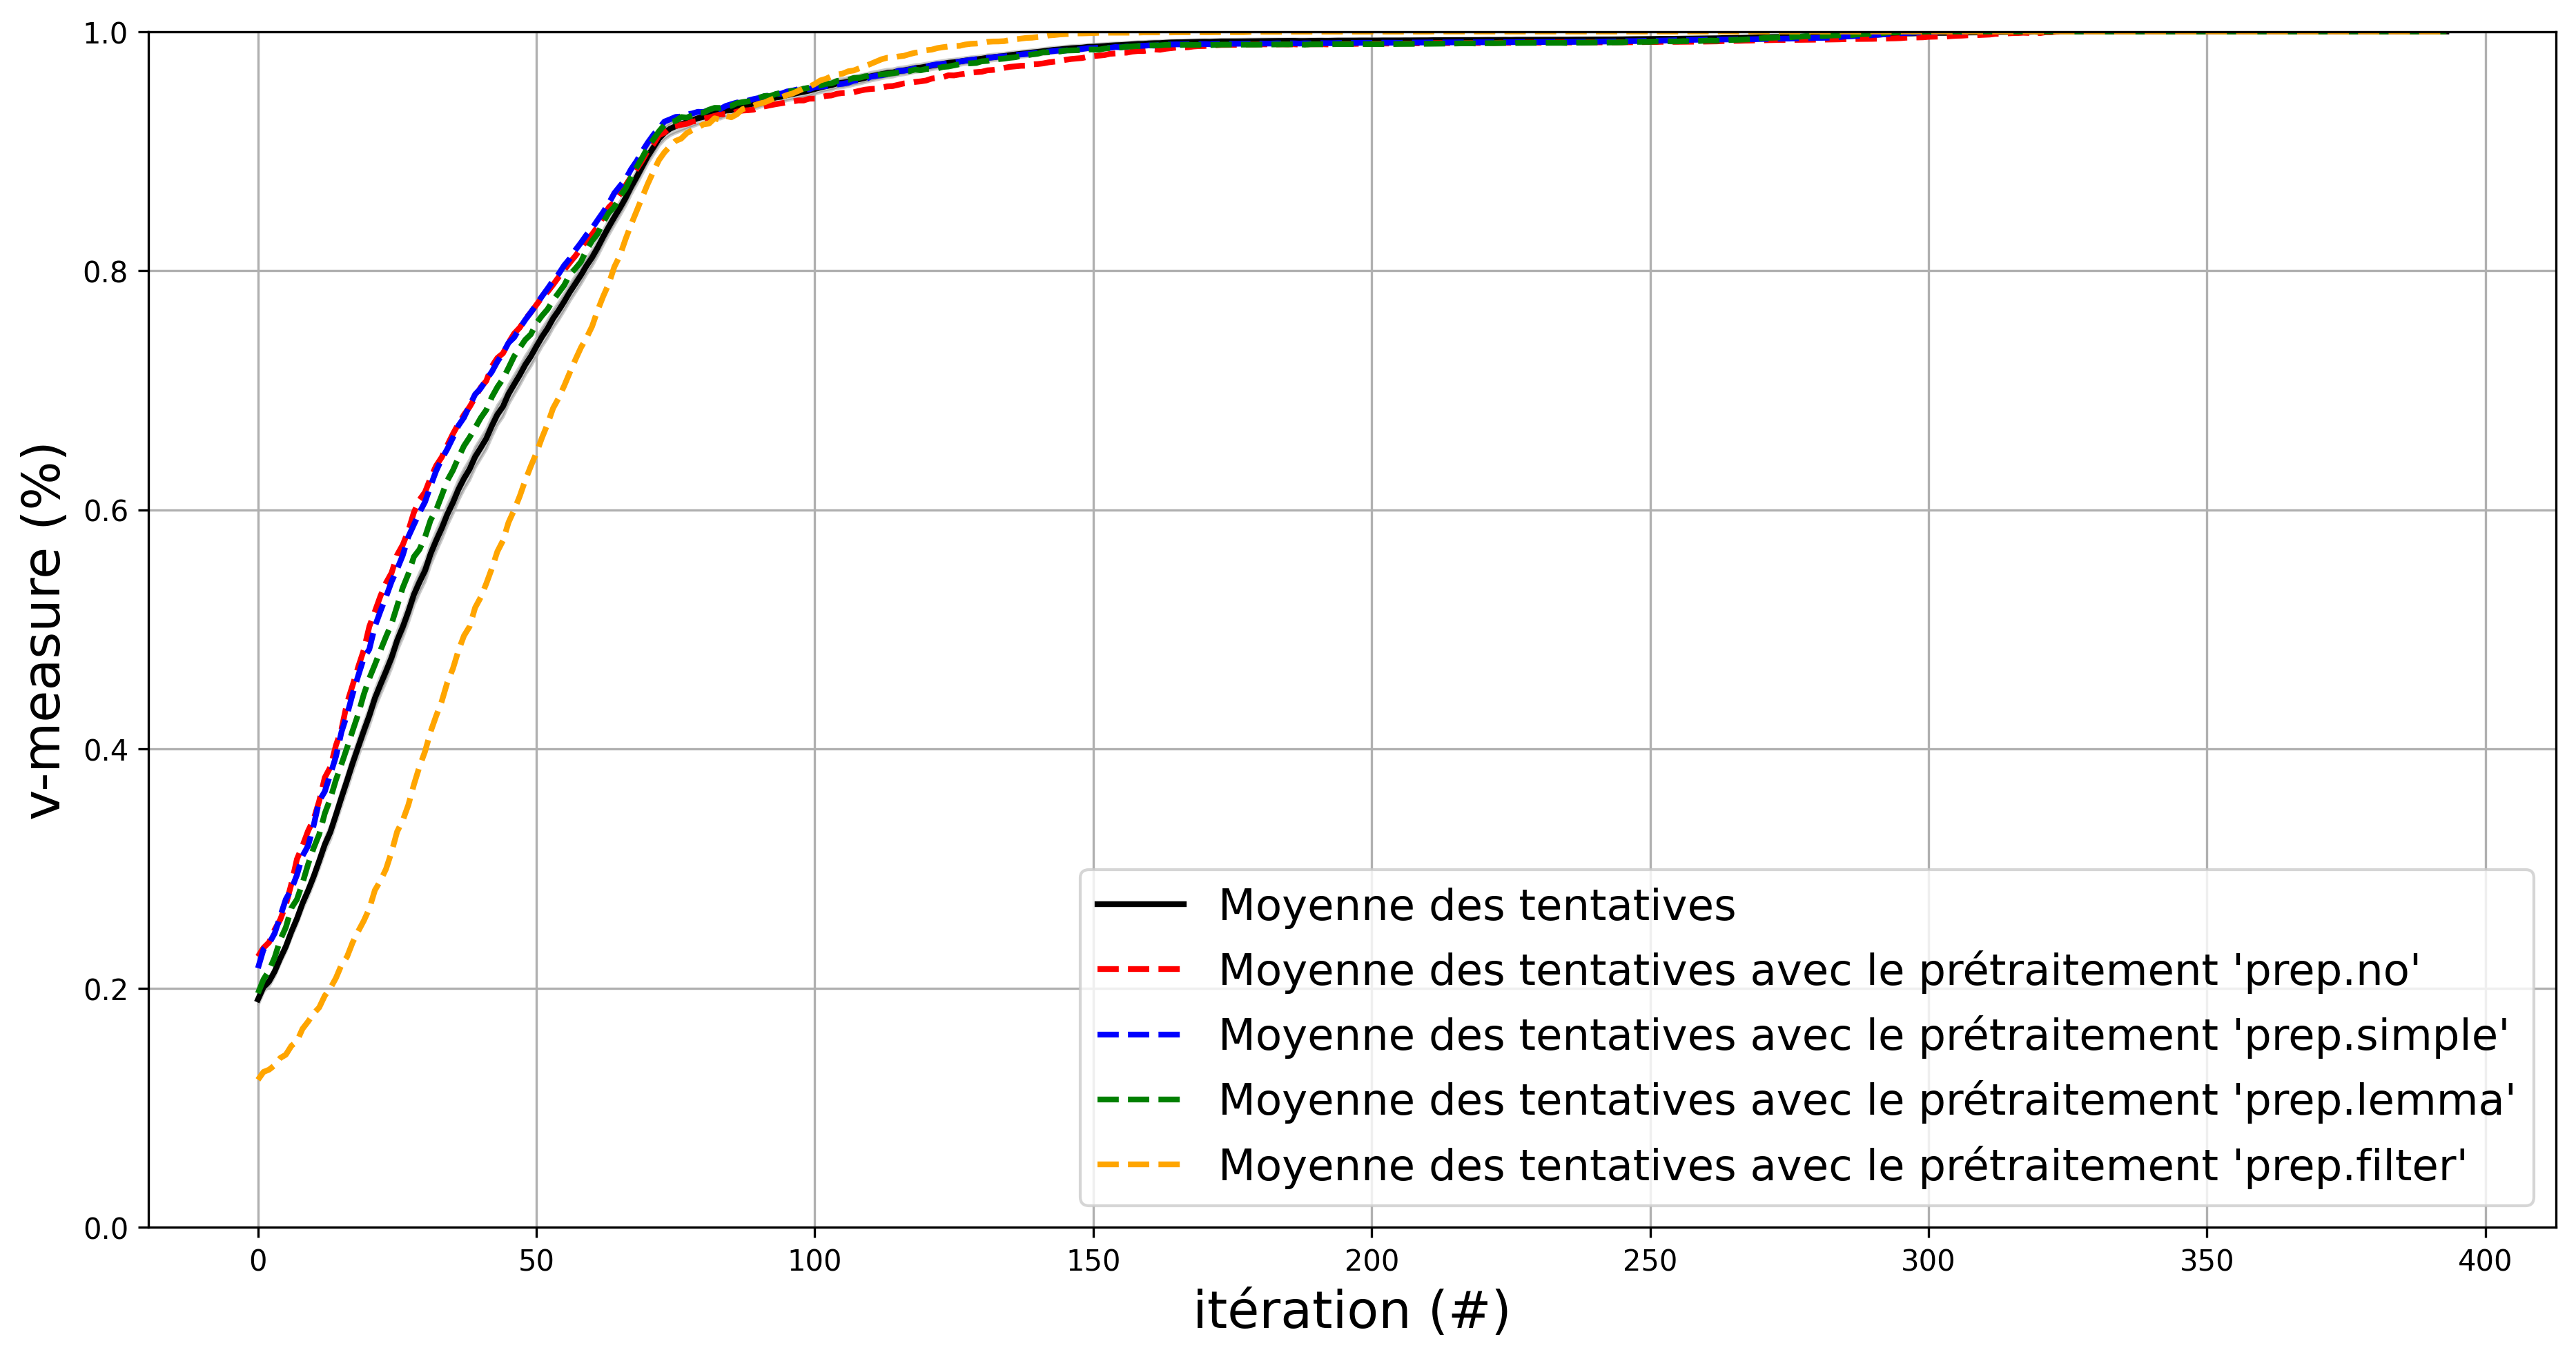 1.0
0.8
0.6
0.4
0.2
0.0
v-measure (%)
0 50 100 150 200 250 300 350 400
itération (#)
Moyenne des tentatives
Moyenne des tentatives avec le prétraitement 'prep.no'
Moyenne des tentatives avec le prétraitement 'prep.simple'
Moyenne des tentatives avec le prétraitement 'prep.lemma'
Moyenne des tentatives avec le prétraitement 'prep.filter'